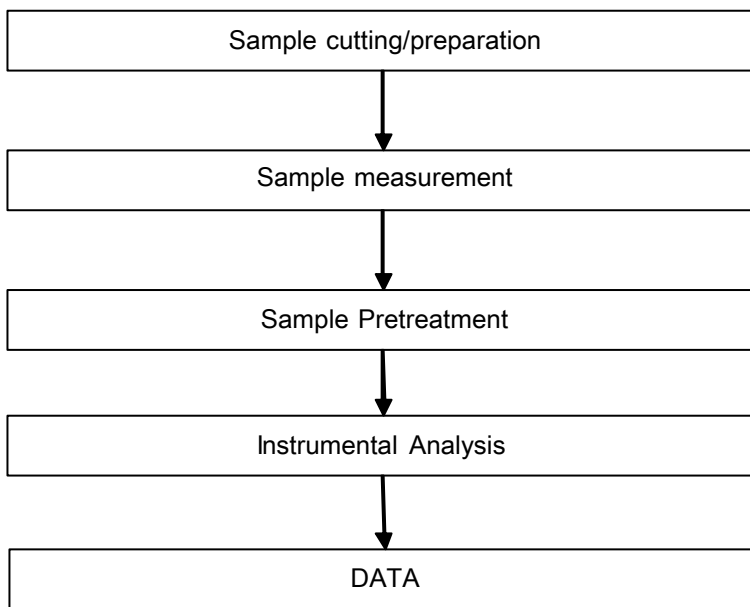 Sample cutting/preparation
Sample measurement
Sample Pretreatment
Instrumental Analysis
DATA